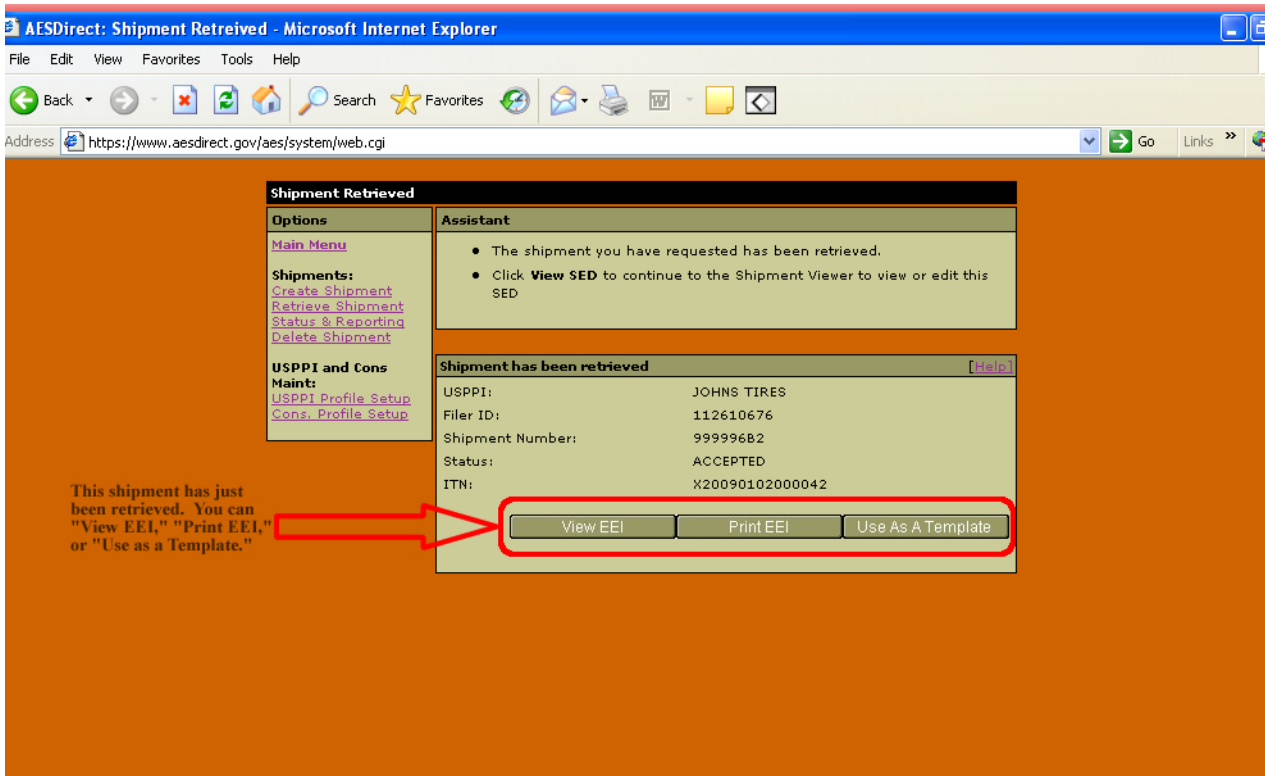 AESDirect: Shipment Retreived - Microsoft Internet Explorer
File Edit View Favorites Tools Help
Back Search Favorites
Address https://www.aesdirect.gov/aes/system/web.cgi Go Links »
Shipment Retrieved
Options
Main Menu
Shipments:
Create Shipment
Retrieve Shipment
Status & Reporting
Delete Shipment
USPPI and Cons
Maint:
USPPI Profile Setup
Cons. Profile Setup
Assistant
• The shipment you have requested has been retrieved.
• Click View SED to continue to the Shipment Viewer to view or edit this
SED
Shipment has been retrieved [Help]
USPPI: JOHNS TIRES
Filer ID: 112610676
Shipment Number: 999996B2
Status: ACCEPTED
ITN: X20090102000042
View EEI Print EEI Use As A Template
This shipment has just
been retrieved. You can
"View EEI," "Print EEI,"
or "Use as a Template."